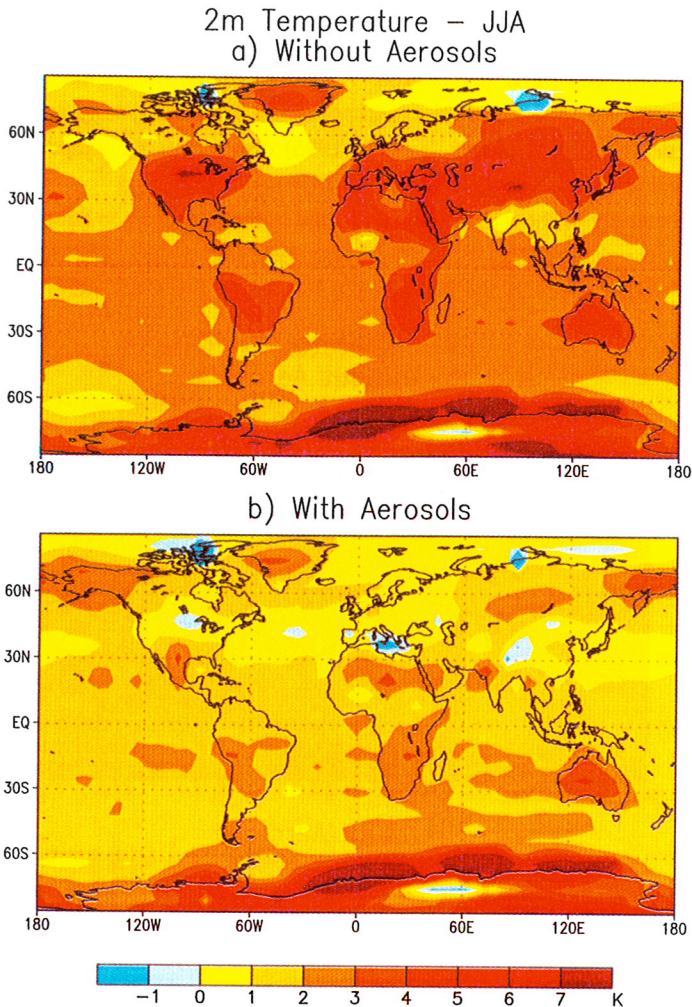 2m Temperature – JJA
a) Without Aerosols
60N
30N
EQ
30S
60S
180 120W 60W 0 60E 120E 180
b) With Aerosols
60N
30N
EQ
30S
60S
180 120W 60W 0 60E 120E 180
−1 0 1 2 3 4 5 6 7 K